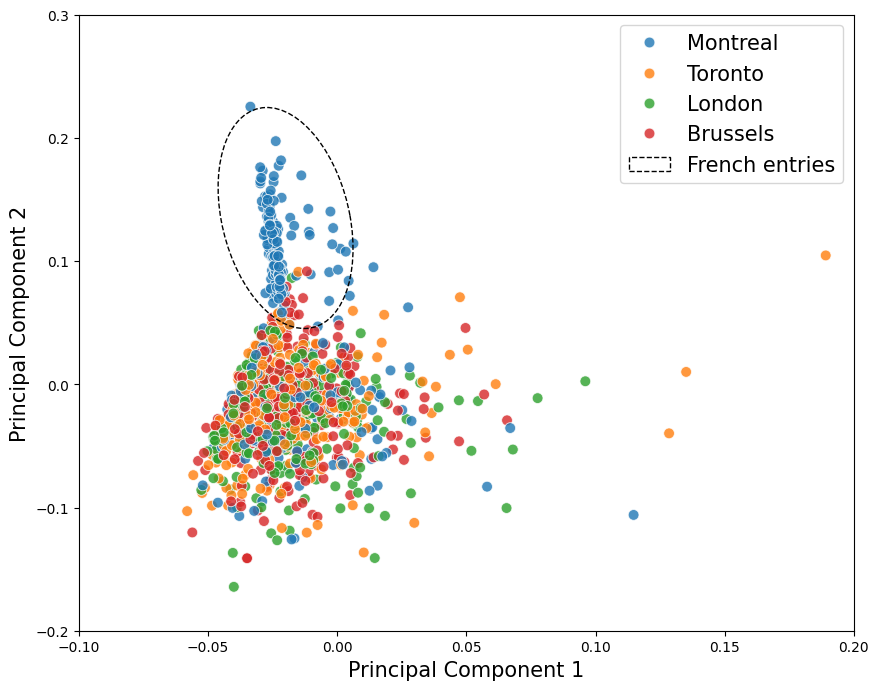 Montreal
Toronto
London
Brussels
French entries
0.3
0.2
0.1
0.0
−0.1
−0.2
Principal Component 2
−0.10
−0.05
0.00
0.05
0.10
0.15
0.20
Principal Component 1